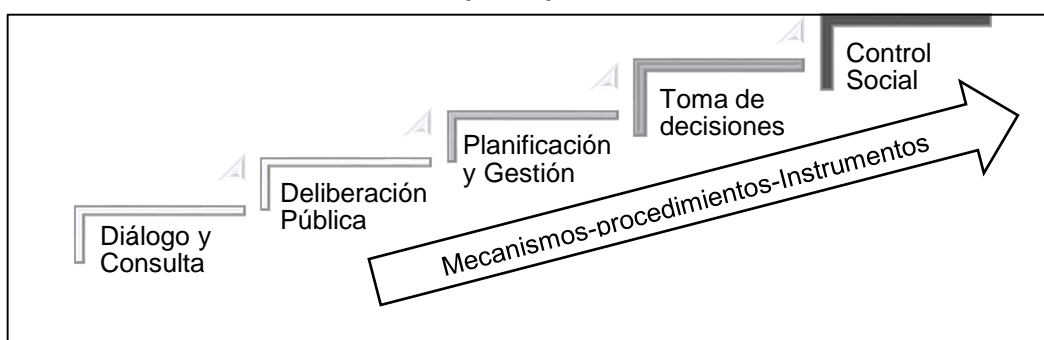 Diálogo y
Consulta
Deliberación
Pública
Planificación
y Gestión
Toma de
decisiones
Control
Social
Mecanismos-procedimientos-Instrumentos